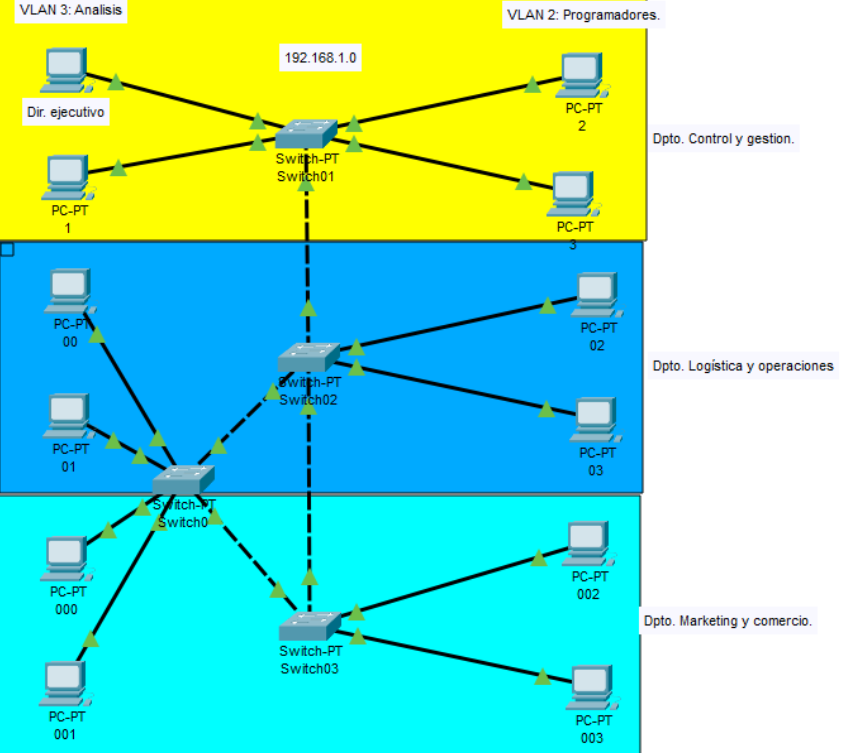 VLAN 3: Analisis
VLAN 2: Programadores.
192.168.1.0
Dir. ejecutivo
PC-PT
2
Switch-PT
Switch01
Dpto. Control y gestion.
PC-PT
1
PC-PT
3
PC-PT
00
PC-PT
02
Switch-PT
Switch02
Dpto. Logística y operaciones
PC-PT
01
PC-PT
03
Switch-PT
Switch0
PC-PT
000
PC-PT
002
Dpto. Marketing y comercio.
Switch-PT
Switch03
PC-PT
001
PC-PT
003